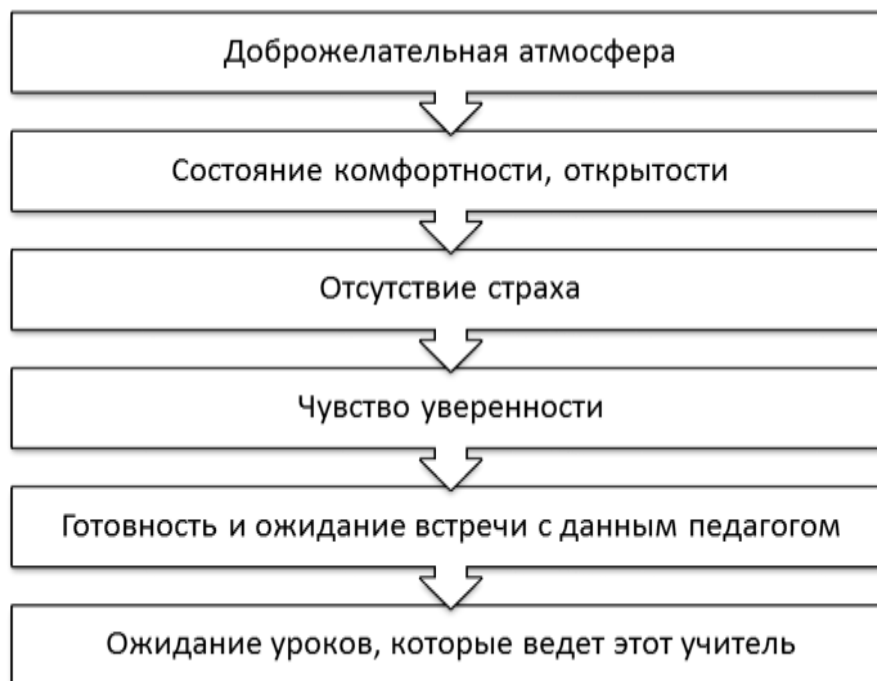 Доброжелательная атмосфера
Состояние комфортности, открытости
Отсутствие страха
Чувство уверенности
Готовность и ожидание встречи с данным педагогом
Ожидание уроков, которые ведет этот учитель